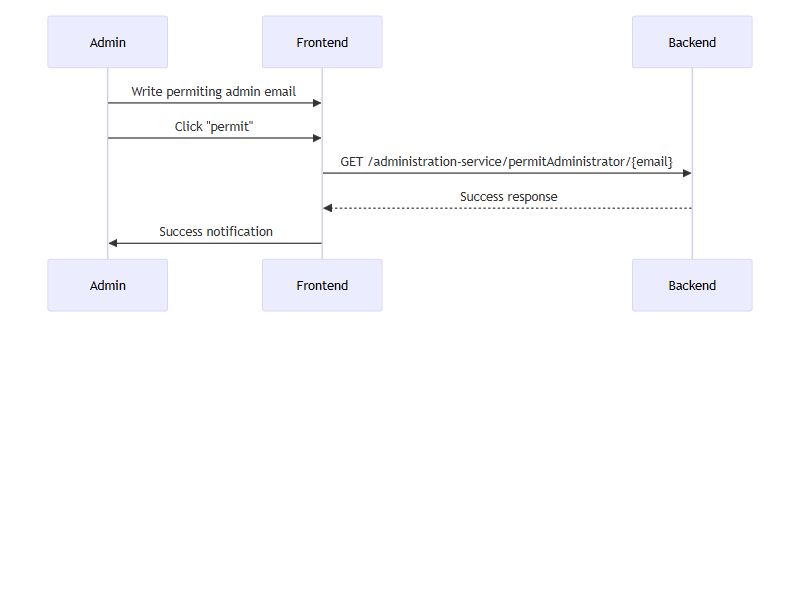 Admin
Frontend
Backend
Write permiting admin email
Click "permit"
GET /administration-service/permitAdministrator/{email}
Success response
Success notification
Admin
Frontend
Backend